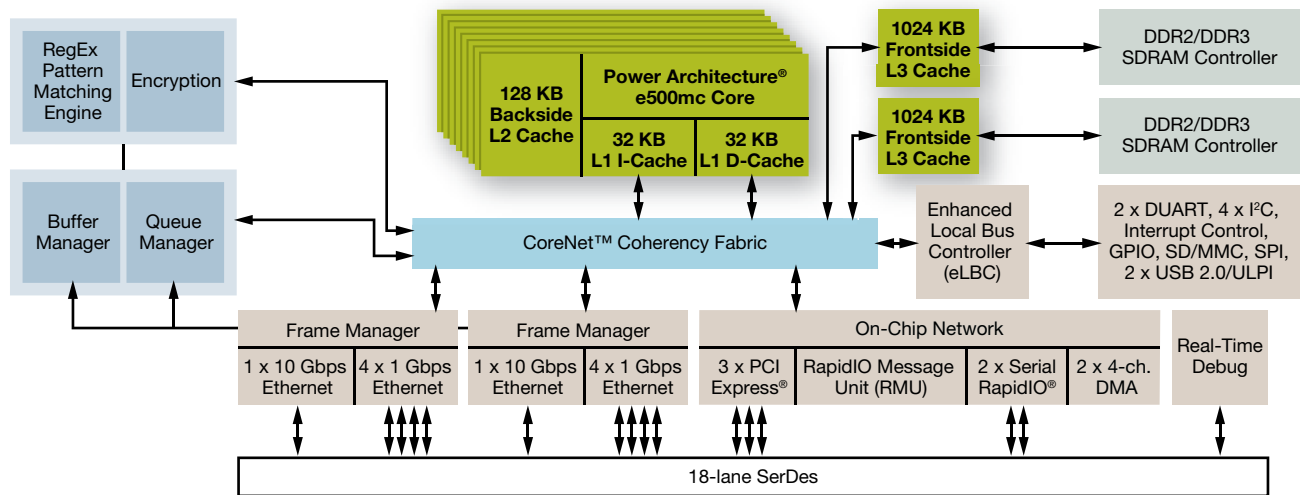 RegEx
Pattern
Matching
Engine
Encryption
128 KB
Backside
L2 Cache
Power Architecture®
e500mc Core
32 KB
L1 I-Cache
32 KB
L1 D-Cache
1024 KB
Frontside
L3 Cache
DDR2/DDR3
SDRAM Controller
1024 KB
Frontside
L3 Cache
DDR2/DDR3
SDRAM Controller
Buffer
Manager
Queue
Manager
CoreNet™ Coherency Fabric
Enhanced
Local Bus
Controller
(eLBC)
2 x DUART, 4 x I²C,
Interrupt Control,
GPIO, SD/MMC, SPI,
2 x USB 2.0/ULPI
Frame Manager
1 x 10 Gbps
Ethernet
4 x 1 Gbps
Ethernet
Frame Manager
1 x 10 Gbps
Ethernet
4 x 1 Gbps
Ethernet
On-Chip Network
3 x PCI
Express®
RapidIO Message
Unit (RMU)
2 x Serial
RapidIO®
2 x 4-ch.
DMA
Real-Time
Debug
18-lane SerDes